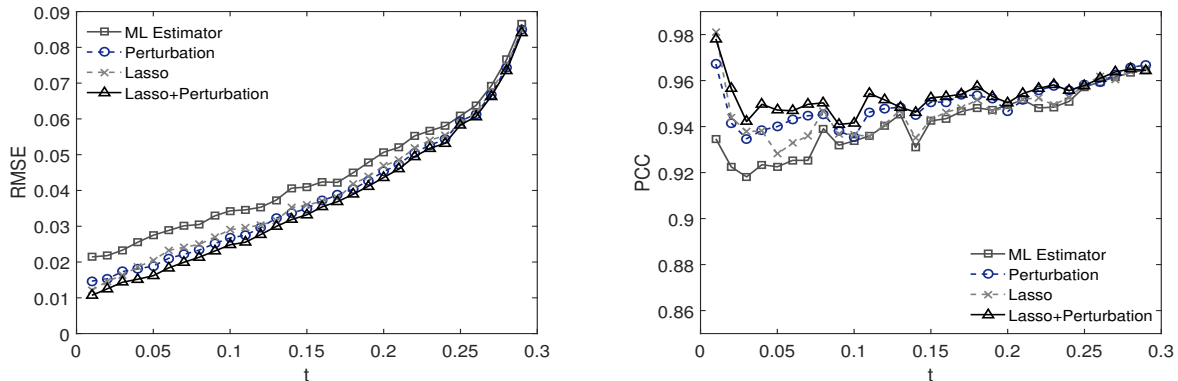 0.09
0.08
0.07
0.06
0.05
0.04
0.03
0.02
0.01
0
RMSE
ML Estimator
Perturbation
Lasso
Lasso+Perturbation
0 0.05 0.1 0.15 0.2 0.25 0.3
t
0.98
0.96
0.94
0.92
0.9
0.88
0.86
PCC
ML Estimator
Perturbation
Lasso
Lasso+Perturbation
0 0.05 0.1 0.15 0.2 0.25 0.3
t